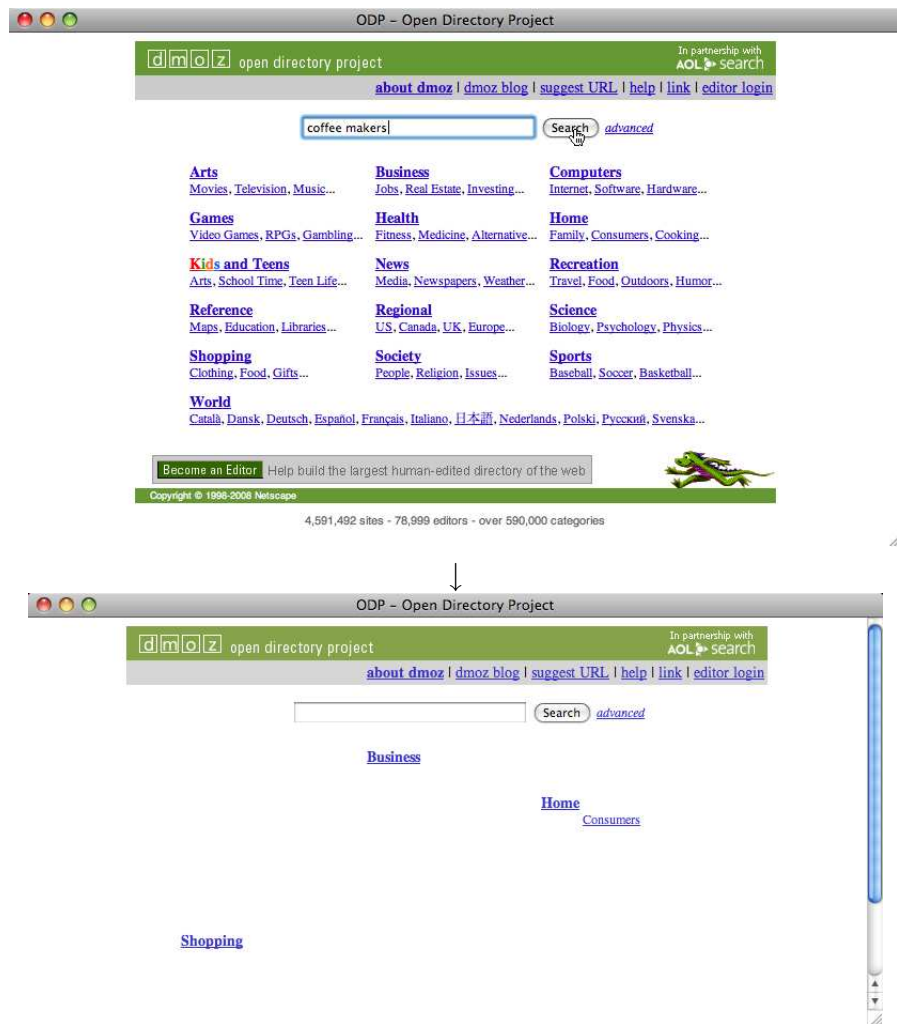 ODP – Open Directory Project
dmoz open directory project
In partnership with
AOL search
about dmoz | dmoz blog | suggest URL | help | link | editor login
coffee makers Search advanced
Arts Business Computers
Movies, Television, Music... Jobs, Real Estate, Investing... Internet, Software, Hardware...
Games Health Home
Video Games, RPGs, Gambling... Fitness, Medicine, Alternative... Family, Consumers, Cooking...
Kids and Teens News Recreation
Arts, School Time, Teen Life... Media, Newspapers, Weather... Travel, Food, Outdoors, Humor...
Reference Regional Science
Maps, Education, Libraries... US, Canada, UK, Europe... Biology, Psychology, Physics...
Shopping Society Sports
Clothing, Food, Gifts... People, Religion, Issues... Baseball, Soccer, Basketball...
World
Català, Dansk, Deutsch, Español, Français, Italiano, 日本語, Nederlands, Polski, Русский, Svenska...
Become an Editor Help build the largest human-edited directory of the web
Copyright © 1998-2008 Netscape
4,591,492 sites - 78,999 editors - over 590,000 categories
↓
ODP – Open Directory Project
dmoz open directory project
In partnership with
AOL search
about dmoz | dmoz blog | suggest URL | help | link | editor login
Search advanced
Business
Home
Consumers
Shopping